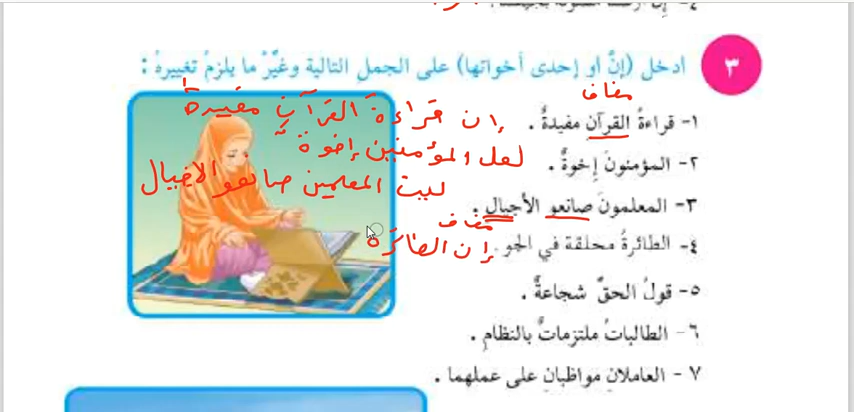 ٣
ادخل (إنَّ أو إحدى أخواتها) على الجمل التالية وغيِّرْ ما يلزمُ تغييرهُ :
مضاف
١- قراءةُ القرآنِ مفيدةٌ .
إن قراءةَ القرآنِ مفيدةٌ
٢- المؤمنونَ إخوةٌ .
لعل المؤمنين إخوةٌ
٣- المعلمونَ صانعو الأجيالِ .
ليت المعلمين صانعو الاجيال
مضاف
٤- الطائرةُ محلقة في الجو
إن الطائرةَ
٥- قولُ الحقِّ شجاعةٌ .
٦- الطالباتُ ملتزماتٌ بالنظامِ .
٧- العاملانِ مواظبانِ على عملهما .